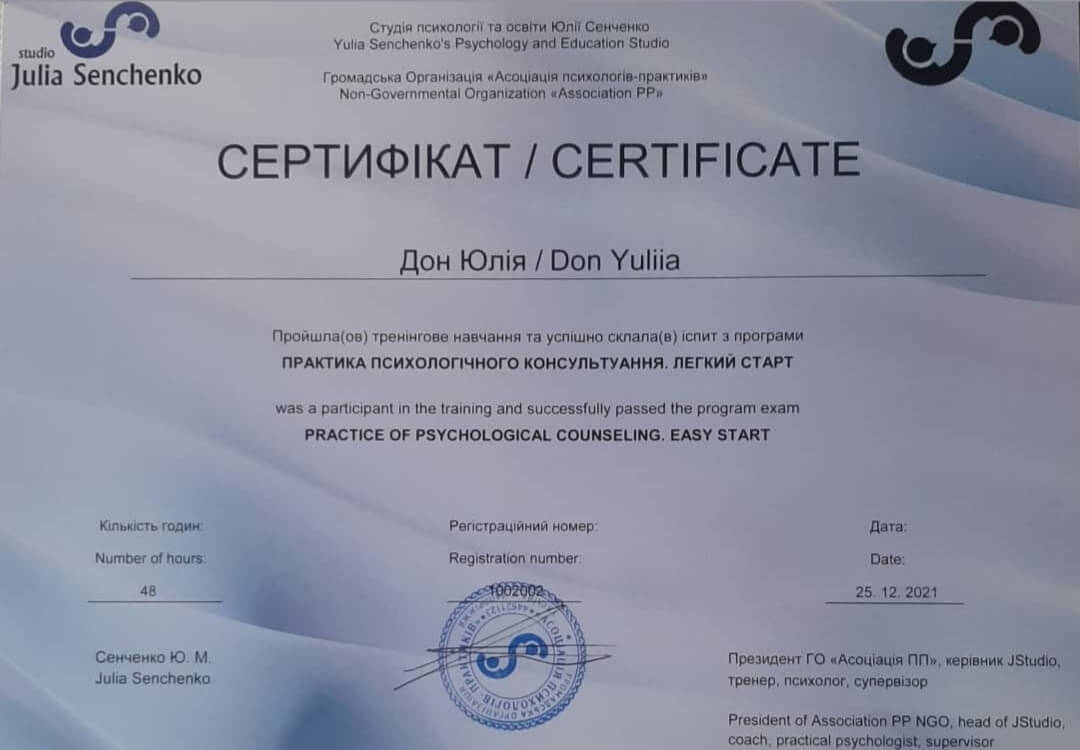 studio
Julia Senchenko
Студія психології та освіти Юлії Сенченко
Yulia Senchenko's Psychology and Education Studio
Громадська Організація «Асоціація психологів-практиків»
Non-Governmental Organization «Association PP»
СЕРТИФІКАТ / CERTIFICATE
Дон Юлія / Don Yuliia
Пройшла(ов) тренінгове навчання та успішно склала(в) іспит з програми
ПРАКТИКА ПСИХОЛОГІЧНОГО КОНСУЛЬТУАННЯ. ЛЕГКИЙ СТАРТ
was a participant in the training and successfully passed the program exam
PRACTICE OF PSYCHOLOGICAL COUNSELING. EASY START
Кількість годин:
Number of hours:
48
Реєстраційний номер:
Registration number:
1002002
Дата:
Date:
25. 12. 2021
Сенченко Ю. М.
Julia Senchenko
АСОЦІАЦІЯ ПСИХОЛОГІВ
ГРОМАДСЬКА ОРГАНІЗАЦІЯ
Президент ГО «Асоціація ПП», керівник JStudio,
тренер, психолог, супервізор
President of Association PP NGO, head of JStudio,
coach, practical psychologist, supervisor